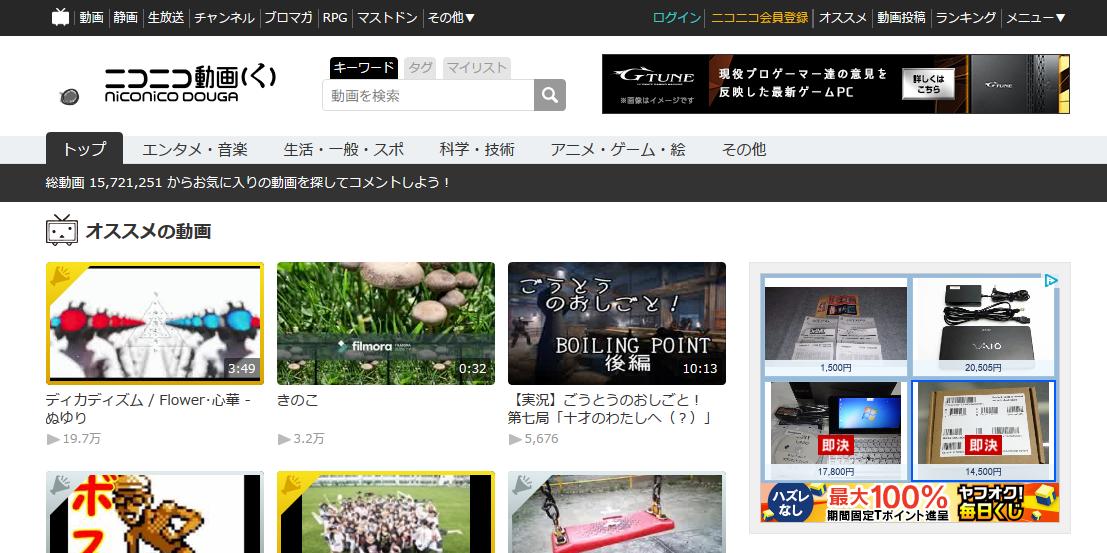 動画 静画 生放送 チャンネル ブロマガ RPG マストドン その他▼ ログイン ニコニコ会員登録 オススメ 動画投稿 ランキング メニュー▼
ニコニコ動画(く)
niconico douga
キーワード タグ マイリスト
動画を検索
G TUNE
※画像はイメージです
現役プロゲーマー達の意見を
反映した最新ゲームPC
詳しくは
こちら
G TUNE
トップ エンタメ・音楽 生活・一般・スポ 科学・技術 アニメ・ゲーム・絵 その他
総動画 15,721,251 からお気に入りの動画を探してコメントしよう！
オススメの動画
3:49
filmora
0:32
ごうとう
のおしごと！
BOILING POINT
後編
10:13
ディカディズム / Flower･心華 -
ぬゆり
19.7万
きのこ
3.2万
【実況】ごうとうのおしごと！
第七局「十才のわたしへ（？）」
5,676
1,500円
VAIO
20,505円
即決
17,800円
即決
14,500円
ハズレ
なし
最大100%
期間固定Tポイント進呈
ヤフオク!
毎日くじ
ボス